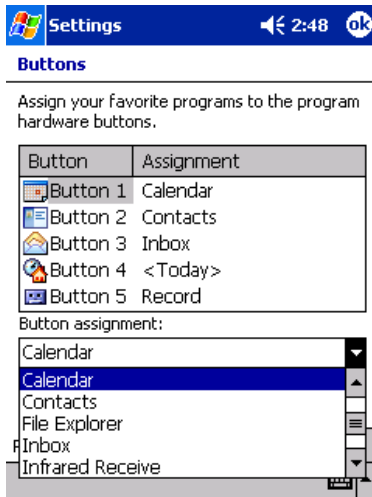 Settings 2:48 ok
Buttons
Assign your favorite programs to the program
hardware buttons.
Button Assignment
Button 1 Calendar
Button 2 Contacts
Button 3 Inbox
Button 4 <Today>
Button 5 Record
Button assignment:
Calendar
Calendar
Contacts
File Explorer
Inbox
Infrared Receive